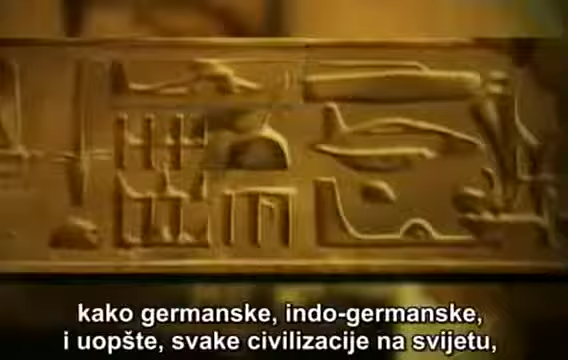 kako germanske, indo-germanske,
i uopšte, svake civilizacije na svijetu,